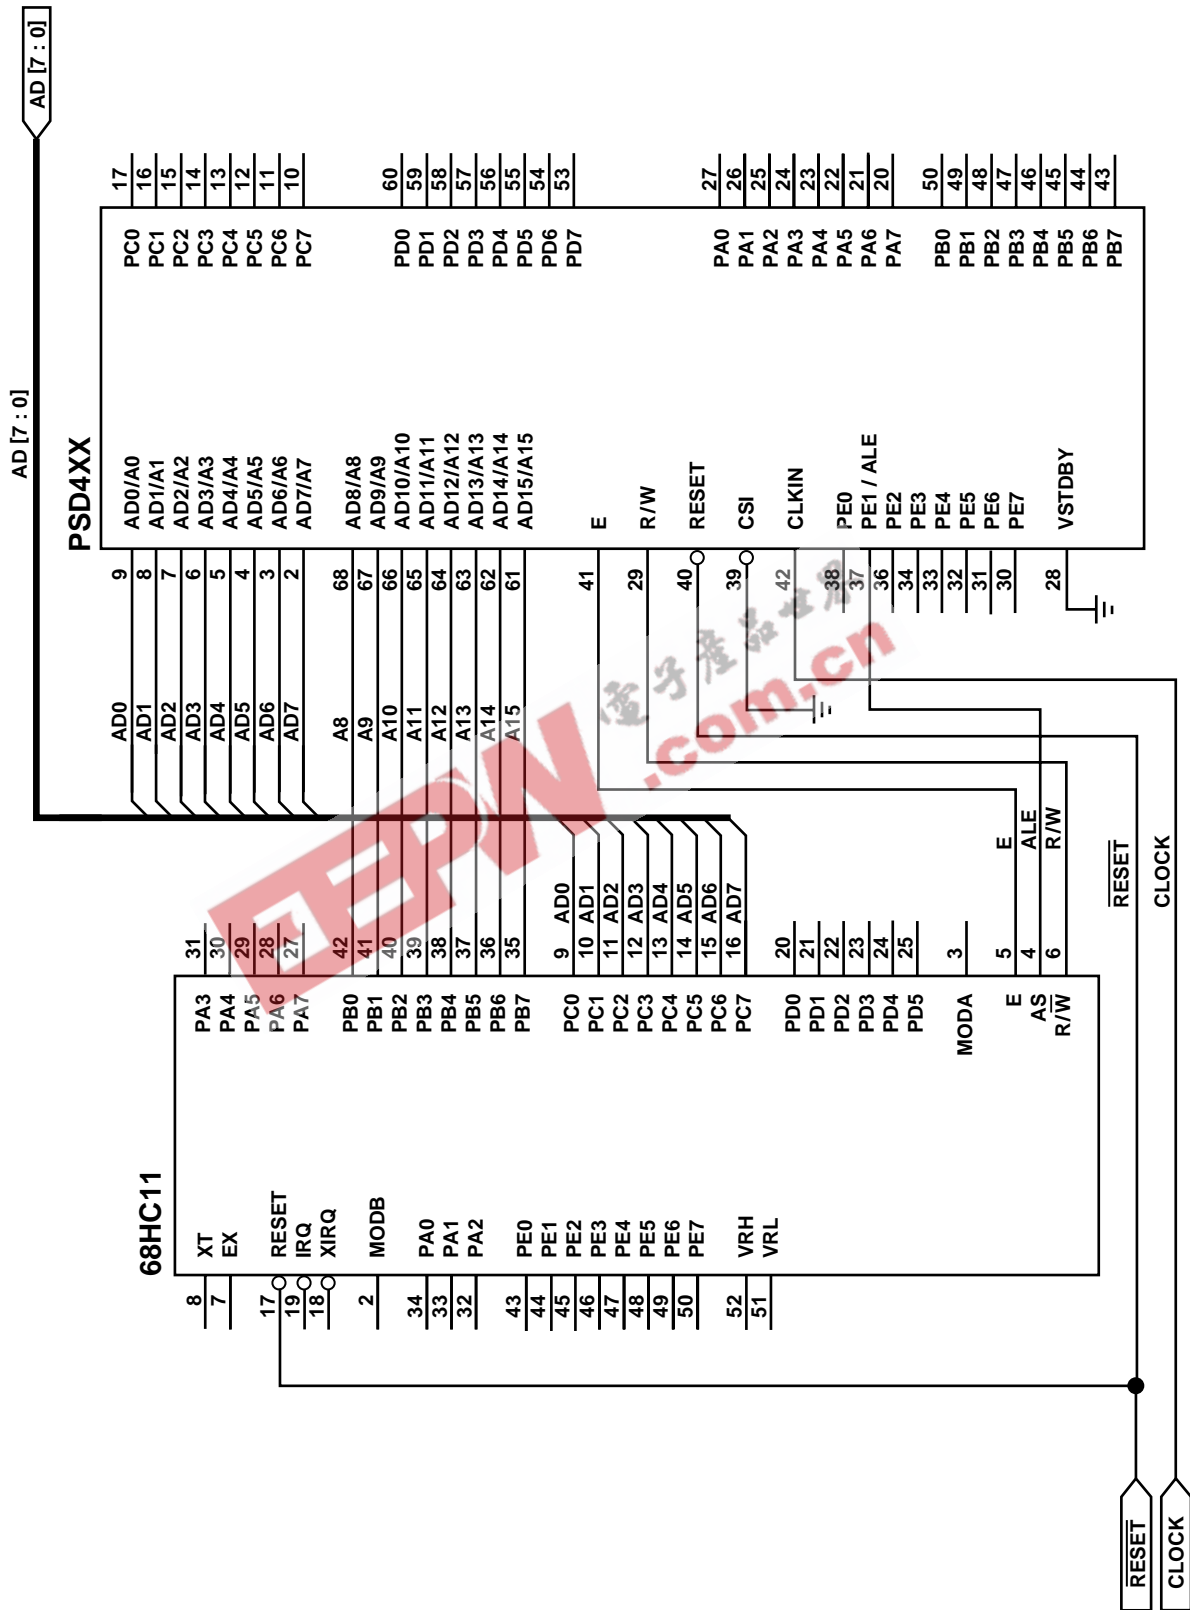 AD [7 : 0]
AD [7 : 0]
68HC11
XT 8
EX 7
RESET 17
IRQ 19
XIRQ 18
MODB 2
PA0 34
PA1 33
PA2 32
PE0 43
PE1 44
PE2 45
PE3 46
PE4 47
PE5 48
PE6 49
PE7 50
VRH 52
VRL 51
PA3 31
PA4 30
PA5 29
PA6 28
PA7 27
PB0 42
PB1 41
PB2 40
PB3 39
PB4 38
PB5 37
PB6 36
PB7 35
PC0 9 AD0
PC1 10 AD1
PC2 11 AD2
PC3 12 AD3
PC4 13 AD4
PC5 14 AD5
PC6 15 AD6
PC7 16 AD7
PD0 20
PD1 21
PD2 22
PD3 23
PD4 24
PD5 25
MODA 3
E 5 E
AS 4 ALE
R/W 6 R/W
PSD4XX
AD0 9 AD0/A0
AD1 8 AD1/A1
AD2 7 AD2/A2
AD3 6 AD3/A3
AD4 5 AD4/A4
AD5 4 AD5/A5
AD6 3 AD6/A6
AD7 2 AD7/A7
A8 68 AD8/A8
A9 67 AD9/A9
A10 66 AD10/A10
A11 65 AD11/A11
A12 64 AD12/A12
A13 63 AD13/A13
A14 62 AD14/A14
A15 61 AD15/A15
41 E
29 R/W
40 RESET
39 CSI
42 CLKIN
38 PE0
37 PE1 / ALE
36 PE2
34 PE3
33 PE4
32 PE5
31 PE6
30 PE7
28 VSTDBY
PC0 17
PC1 16
PC2 15
PC3 14
PC4 13
PC5 12
PC6 11
PC7 10
PD0 60
PD1 59
PD2 58
PD3 57
PD4 56
PD5 55
PD6 54
PD7 53
PA0 27
PA1 26
PA2 25
PA3 24
PA4 23
PA5 22
PA6 21
PA7 20
PB0 50
PB1 49
PB2 48
PB3 47
PB4 46
PB5 45
PB6 44
PB7 43
RESET
CLOCK
RESET
CLOCK
EEPW
.com.cn
電子產品世界